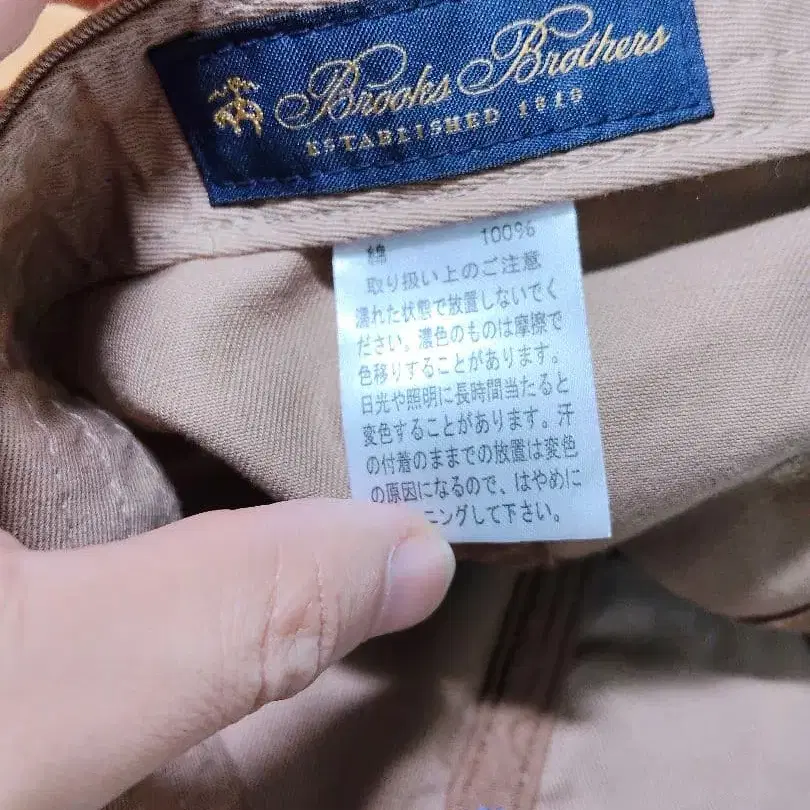 Brooks Brothers
ESTABLISHED 1818
綿 100%
取り扱い上のご注意
濡れた状態で放置しないでく
ださい。濃色のものは摩擦で
色移りすることがあります。
日光や照明に長時間当たると
変色することがあります。汗
の付着のままでの放置は変色
の原因になるので、はやめに
ニングして下さい。